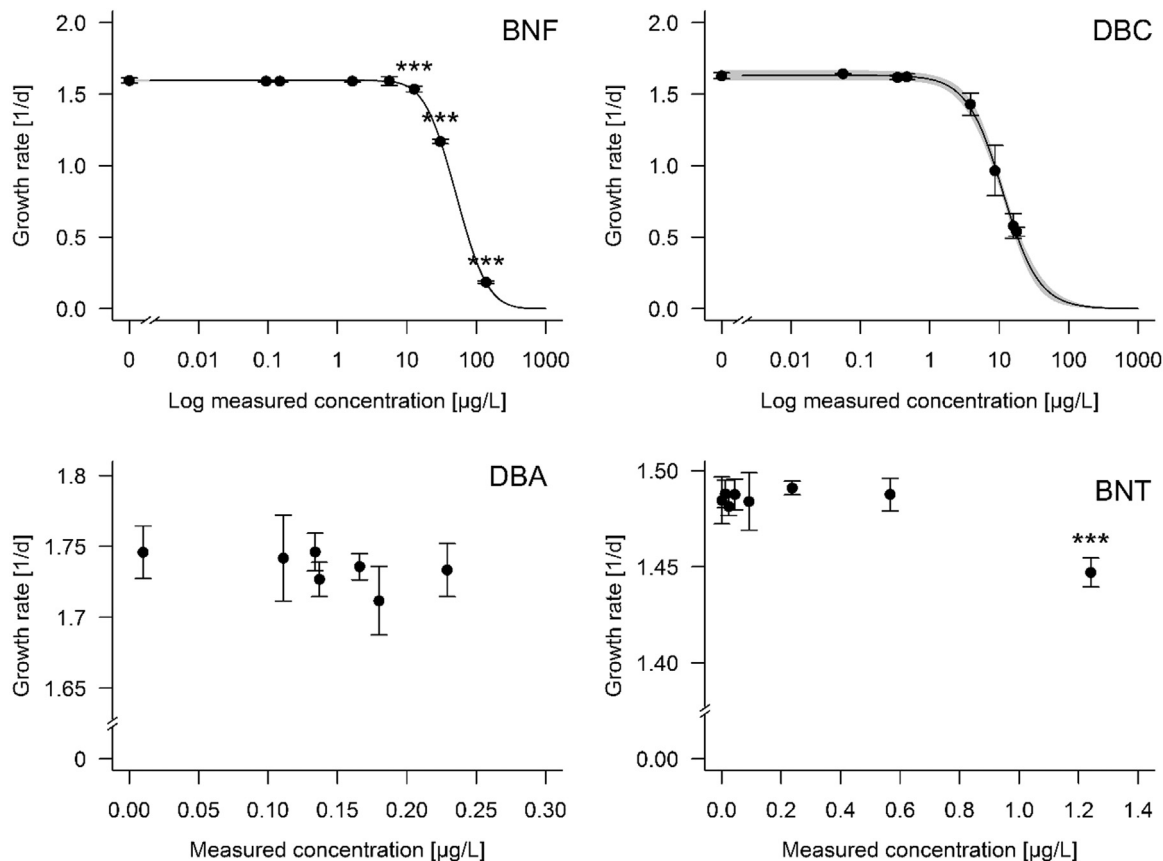 BNF
2.0
1.5
1.0
0.5
0.0
Growth rate [1/d]
***
***
***
0 0.01 0.1 1 10 100 1000
Log measured concentration [µg/L]
DBC
2.0
1.5
1.0
0.5
0.0
Growth rate [1/d]
0 0.01 0.1 1 10 100 1000
Log measured concentration [µg/L]
DBA
1.8
1.75
1.7
1.65
0
Growth rate [1/d]
0.00 0.05 0.10 0.15 0.20 0.25 0.30
Measured concentration [µg/L]
BNT
1.50
1.45
1.40
0.00
Growth rate [1/d]
***
0.0 0.2 0.4 0.6 0.8 1.0 1.2 1.4
Measured concentration [µg/L]